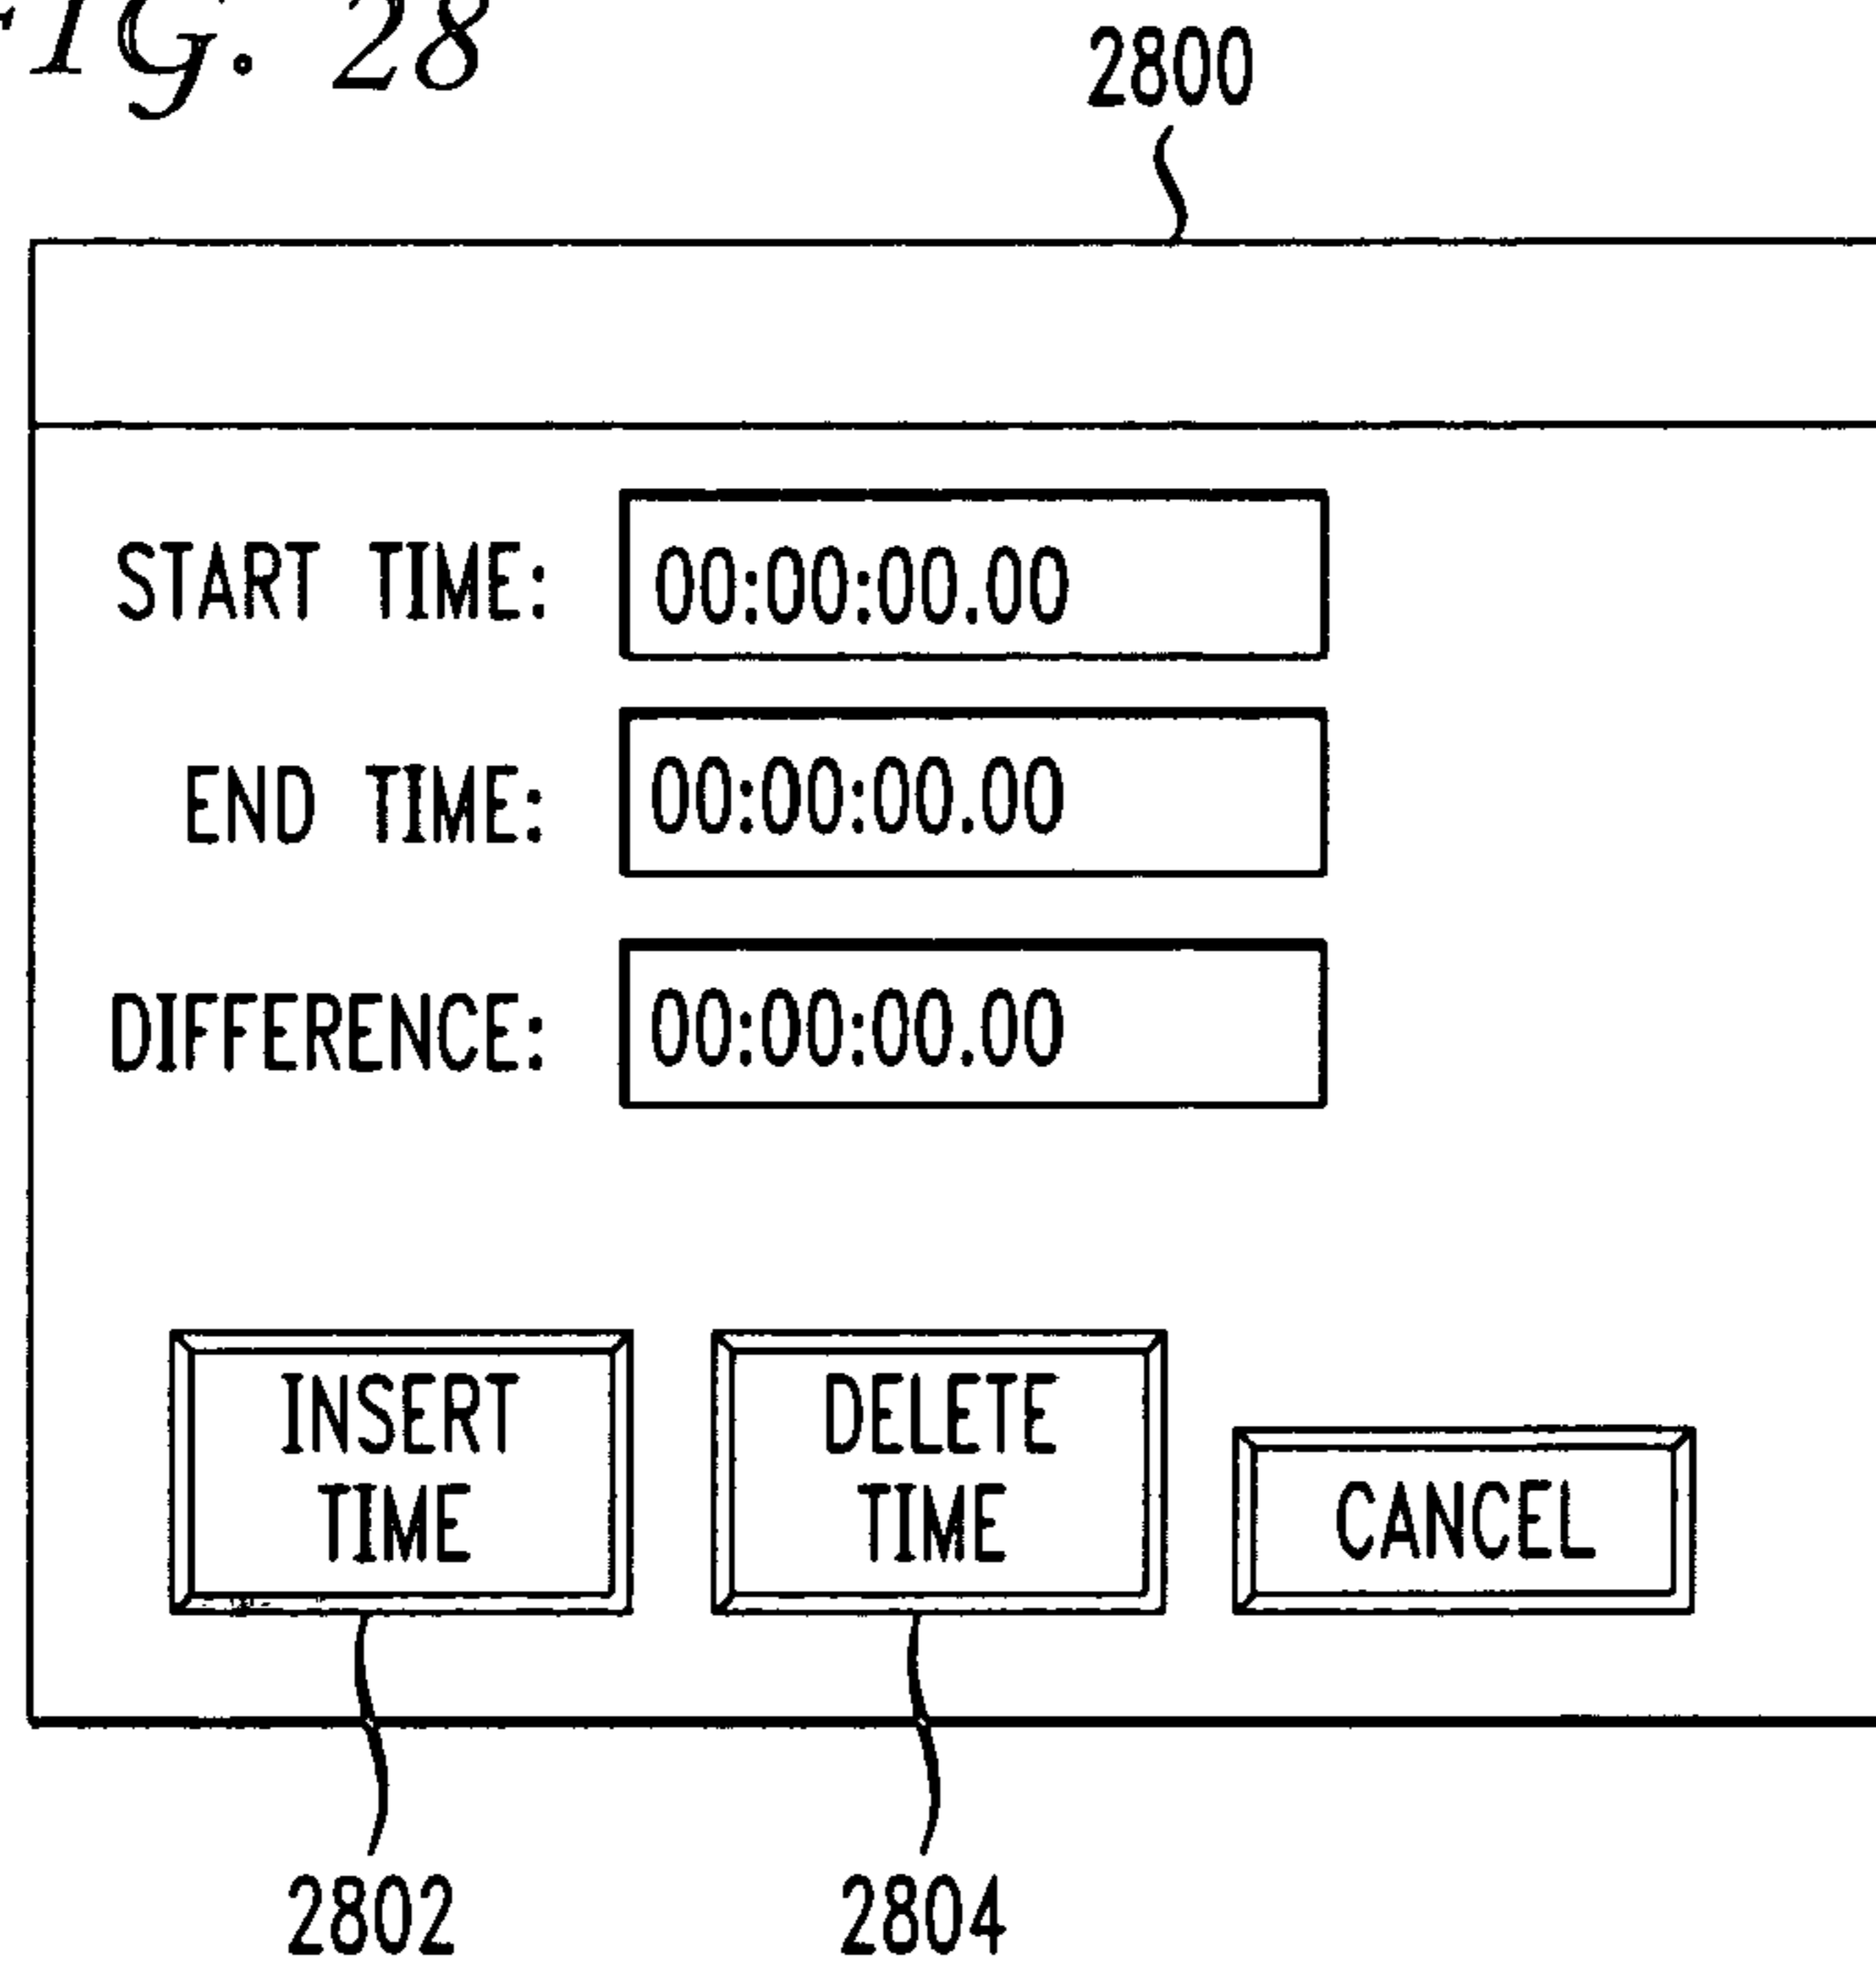 FIG. 28
2800
START TIME: 00:00:00.00
END TIME: 00:00:00.00
DIFFERENCE: 00:00:00.00
INSERT
TIME
DELETE
TIME
CANCEL
2802
2804